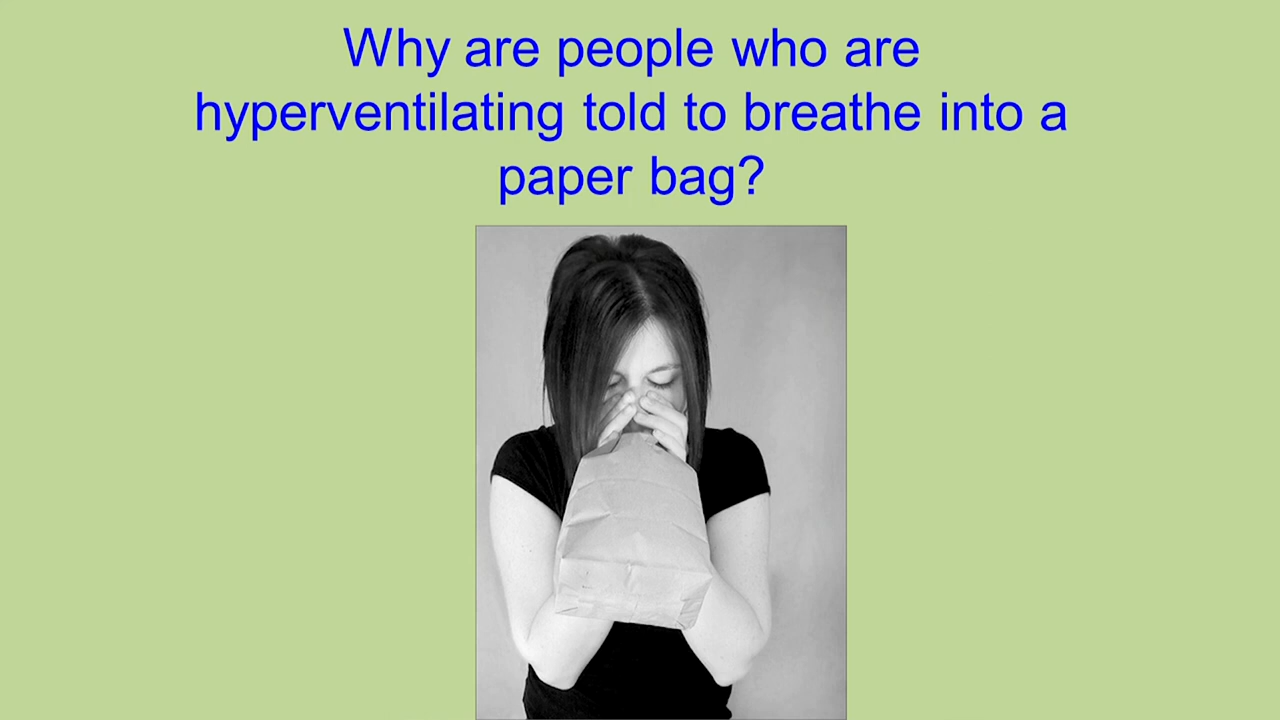 Why are people who are
hyperventilating told to breathe into a
paper bag?